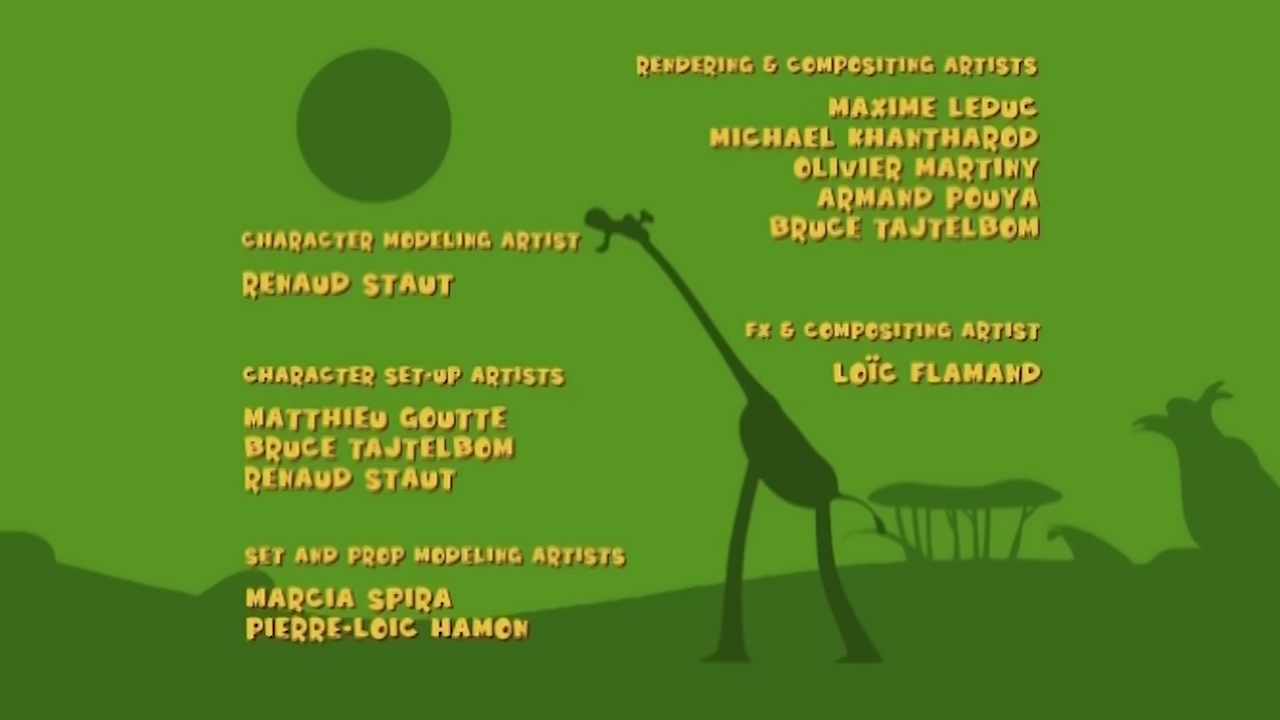 CHARACTER MODELING ARTIST
RENAUD STAUT
CHARACTER SET-UP ARTISTS
MATTHIEU GOUTTE
BRUCE TAJTELBOM
RENAUD STAUT
SET AND PROP MODELING ARTISTS
MARCIA SPIRA
PIERRE-LOIC HAMON
RENDERING & COMPOSITING ARTISTS
MAXIME LEDUC
MICHAEL KHANTHAROD
OLIVIER MARTINY
ARMAND POUYA
BRUCE TAJTELBOM
FX & COMPOSITING ARTIST
LOÏC FLAMAND